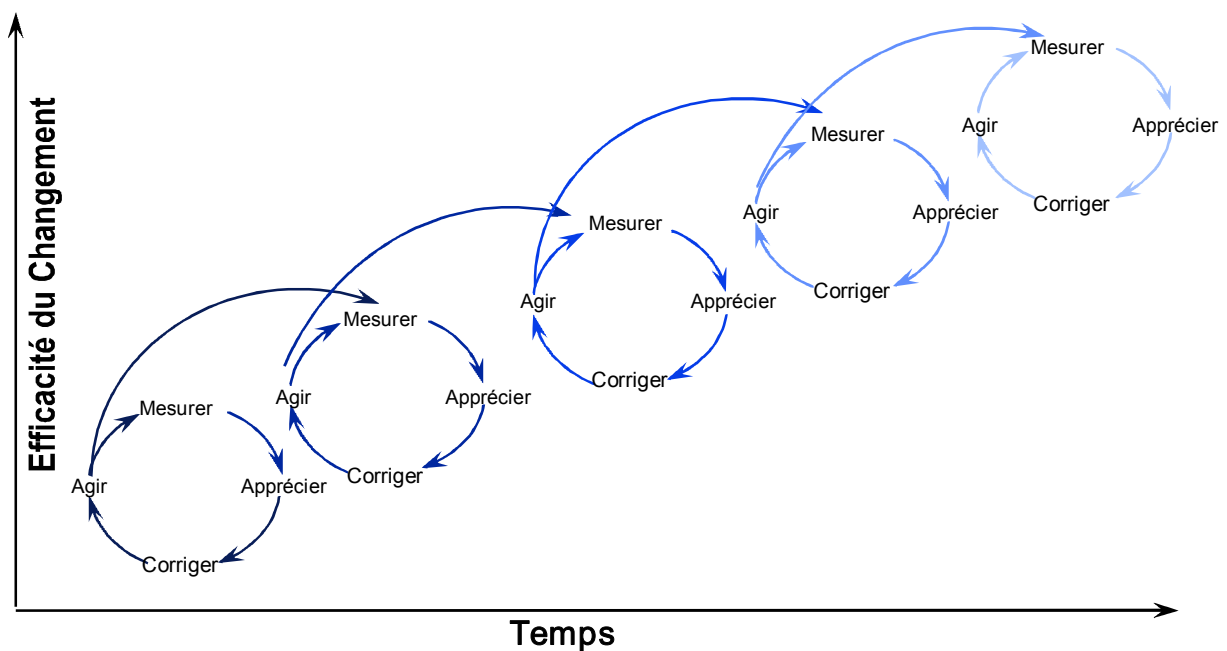 Efficacité du Changement
Mesurer
Agir
Apprécier
Corriger
Mesurer
Agir
Apprécier
Corriger
Mesurer
Agir
Apprécier
Corriger
Mesurer
Agir
Apprécier
Corriger
Mesurer
Agir
Apprécier
Corriger
Temps